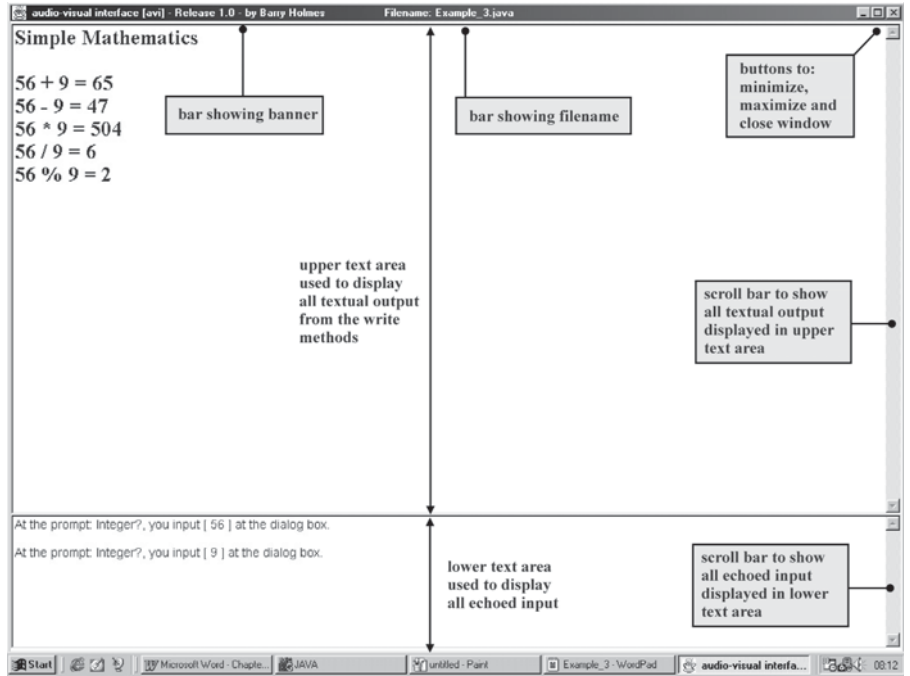 audio-visual interface [avi] - Release 1.0 - by Barry Holmes Filename: Example_3.java
Simple Mathematics
56 + 9 = 65
56 - 9 = 47
56 * 9 = 504
56 / 9 = 6
56 % 9 = 2
bar showing banner
bar showing filename
buttons to:
minimize,
maximize and
close window
upper text area
used to display
all textual output
from the write
methods
scroll bar to show
all textual output
displayed in upper
text area
At the prompt: Integer?, you input [ 56 ] at the dialog box.
At the prompt: Integer?, you input [ 9 ] at the dialog box.
lower text area
used to display
all echoed input
scroll bar to show
all echoed input
displayed in lower
text area
Start Microsoft Word - Chapte... JAVA untitled - Paint Example_3 - WordPad audio-visual interfa... 08:12